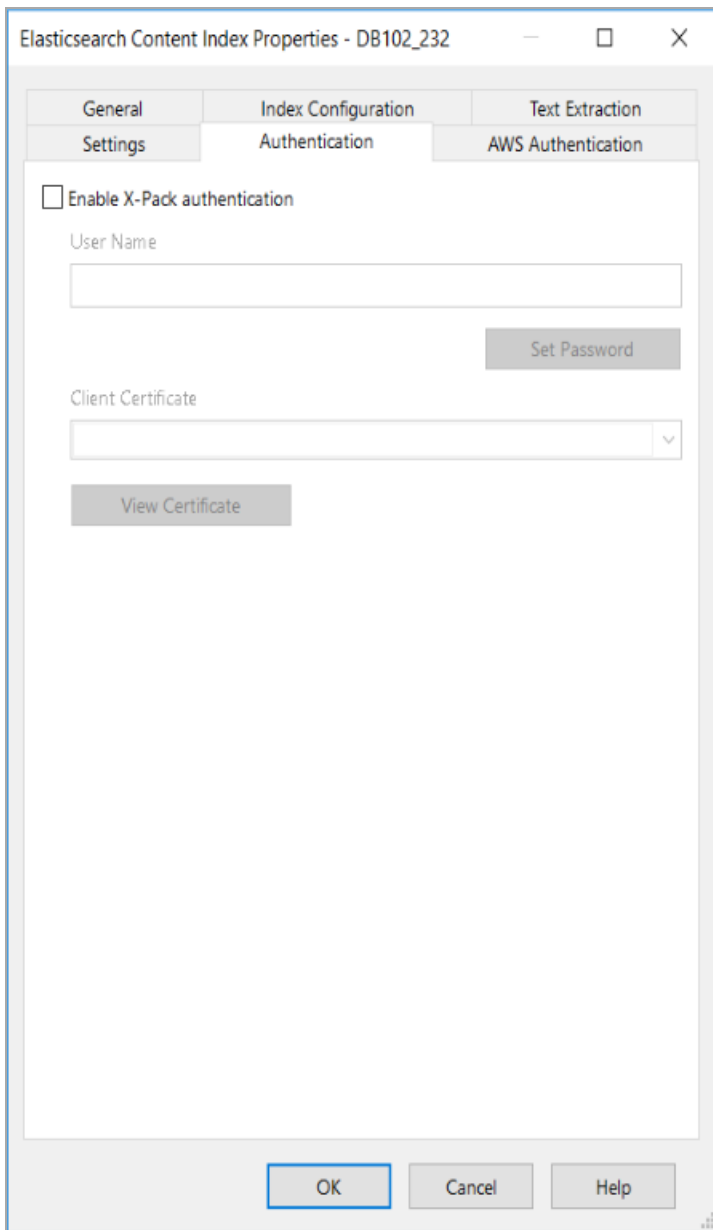 Elasticsearch Content Index Properties - DB102_232
General Index Configuration Text Extraction
Settings Authentication AWS Authentication
Enable X-Pack authentication
User Name
Set Password
Client Certificate
View Certificate
OK Cancel Help